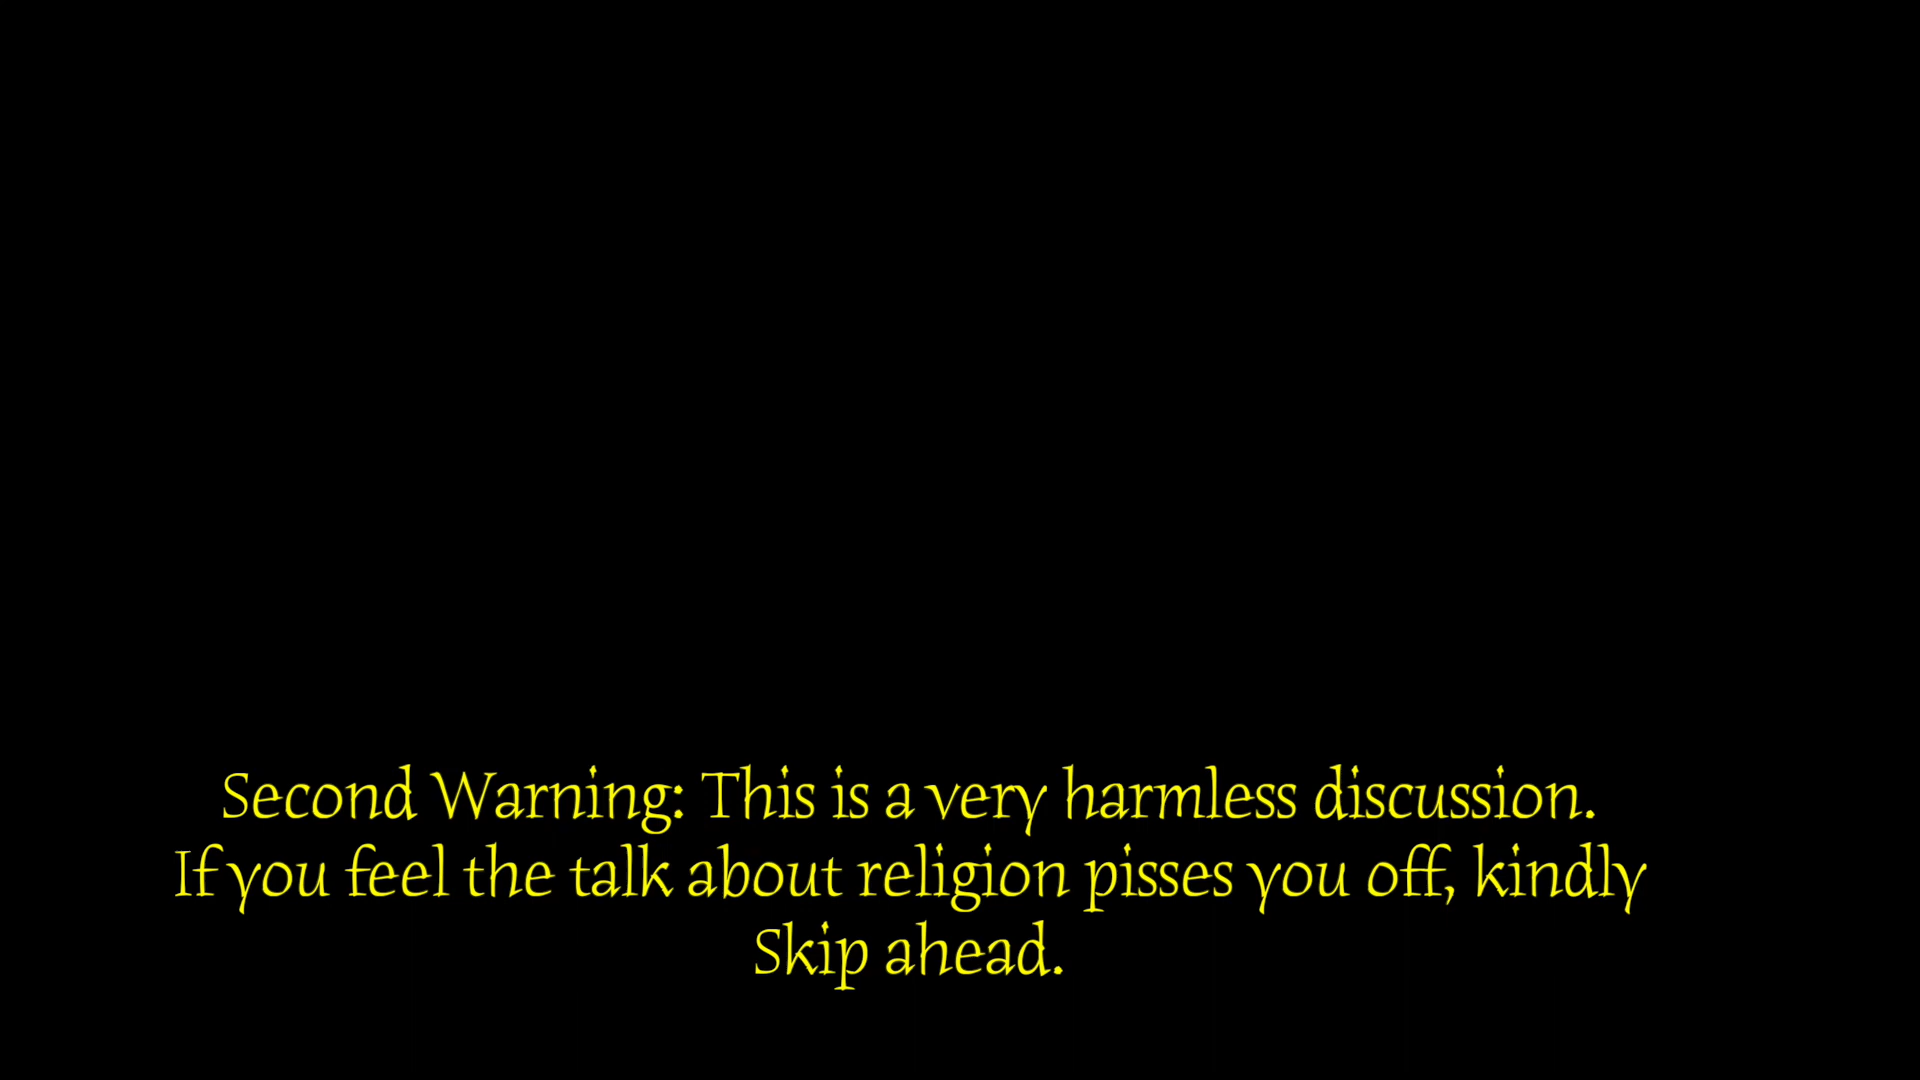 Second Warning: This is a very harmless discussion.
If you feel the talk about religion pisses you off, kindly
Skip ahead.